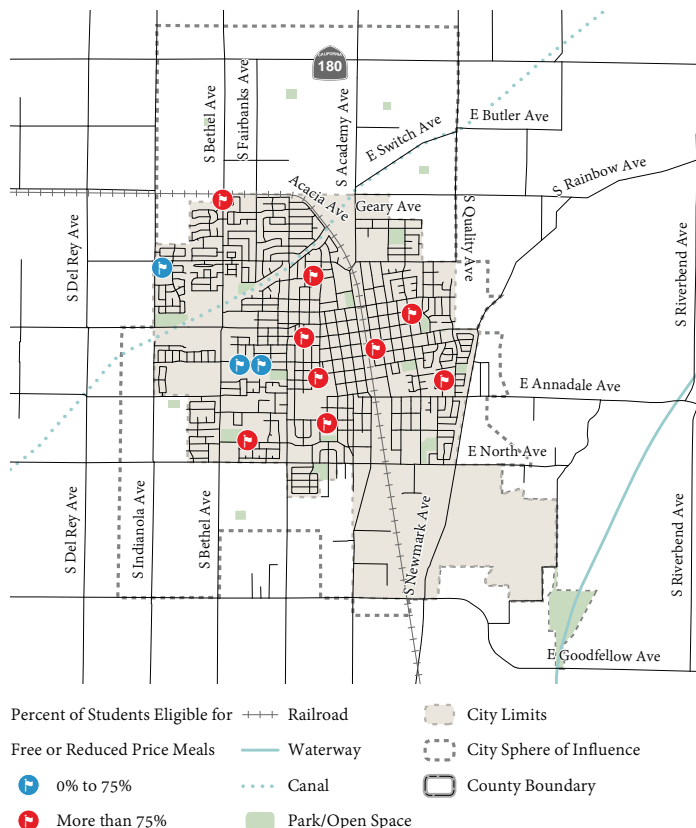 CALIFORNIA
180
S Bethel Ave
S Fairbanks Ave
S Academy Ave
E Switch Ave
E Butler Ave
S Rainbow Ave
Acacia Ave
Geary Ave
S Del Rey Ave
S Quality Ave
S Riverbend Ave
E Annadale Ave
E North Ave
S Del Rey Ave
S Indianola Ave
S Bethel Ave
S Newmark Ave
S Riverbend Ave
E Goodfellow Ave
Percent of Students Eligible for
Free or Reduced Price Meals
0% to 75%
More than 75%
Railroad
Waterway
Canal
Park/Open Space
City Limits
City Sphere of Influence
County Boundary